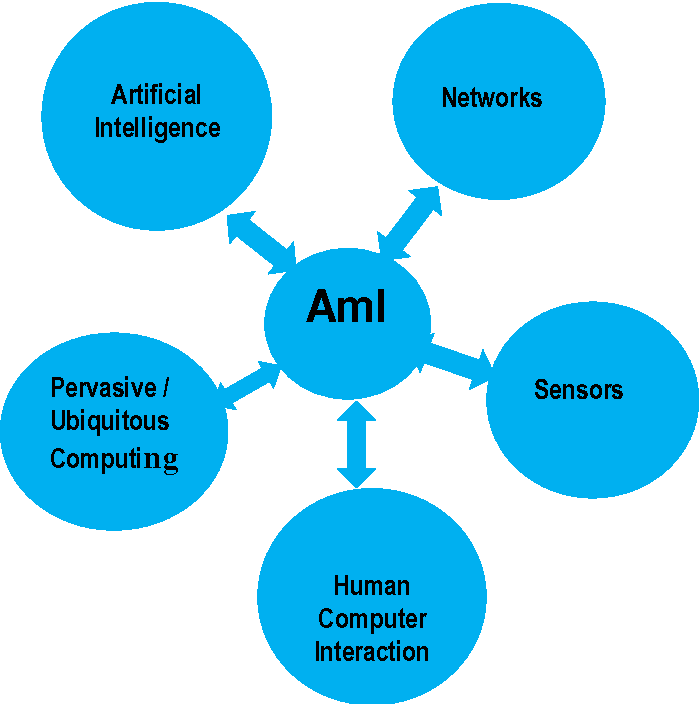 Artificial
Intelligence
Networks
AmI
Pervasive /
Ubiquitous
Computing
Sensors
Human
Computer
Interaction